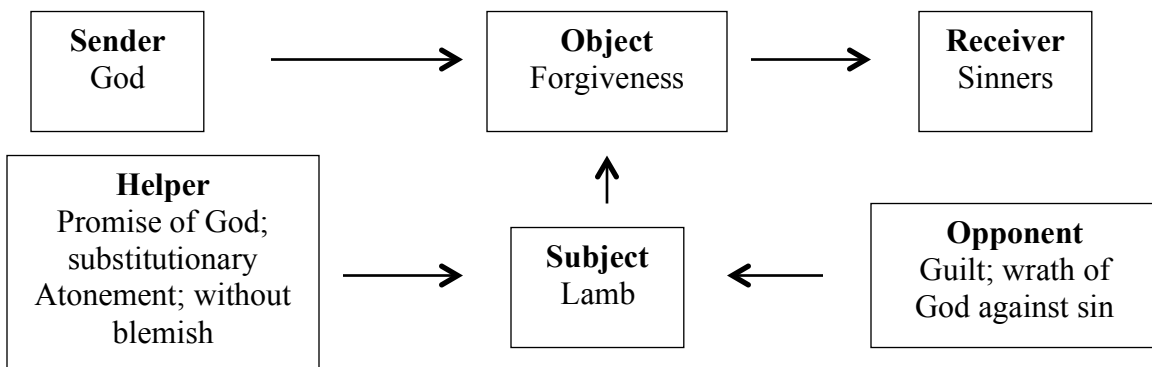 Sender
God
Object
Forgiveness
Receiver
Sinners
Helper
Promise of God;
substitutionary
Atonement; without
blemish
Subject
Lamb
Opponent
Guilt; wrath of
God against sin